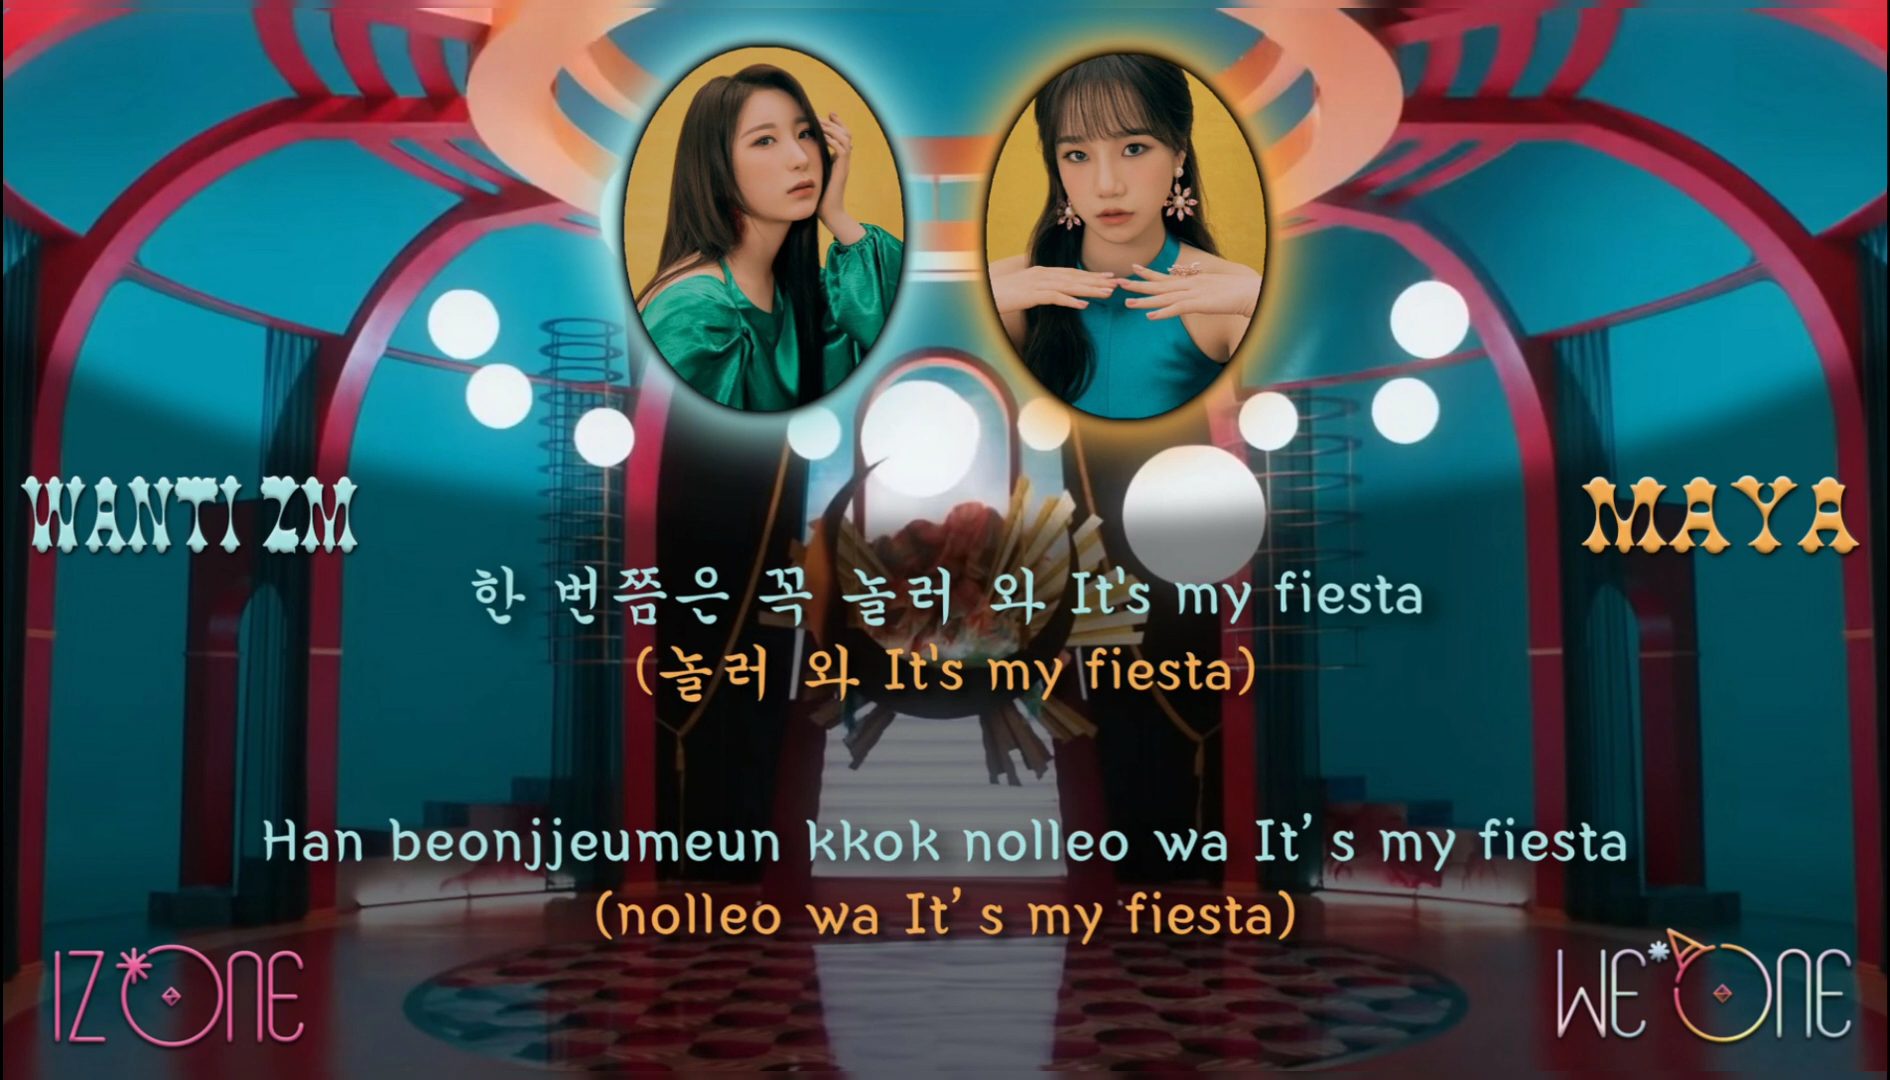 WANTI ZM
MAYA
한 번쯤은 꼭 놀러 와 It's my fiesta
(놀러 와 It's my fiesta)
Han beonjjeumeun kkok nolleo wa It’s my fiesta
(nolleo wa It’s my fiesta)
IZ*ONE
WE*ONE